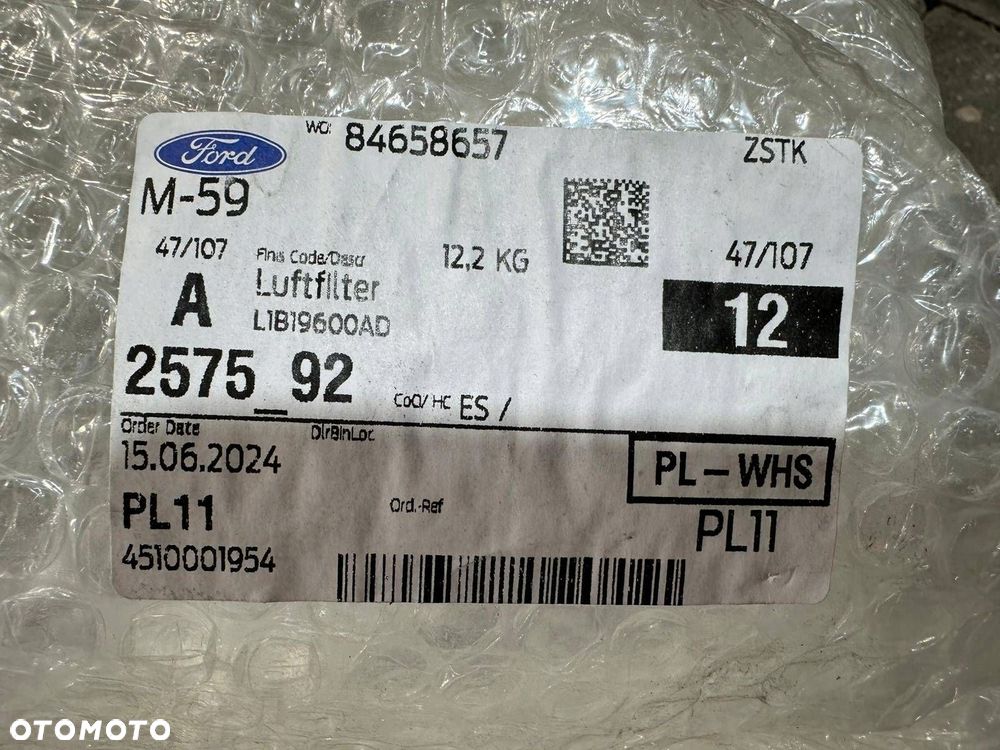 Ford
WO: 84658657
ZSTK
M-59
47/107
Finis Code/Descr
12,2 KG
47/107
A
Luftfilter
12
L1B19600AD
2575_92
CoO/ HC ES /
Order Date
DlrBinLoc
15.06.2024
PL-WHS
PL11
Ord.-Ref
PL11
4510001954
OTOMOTO